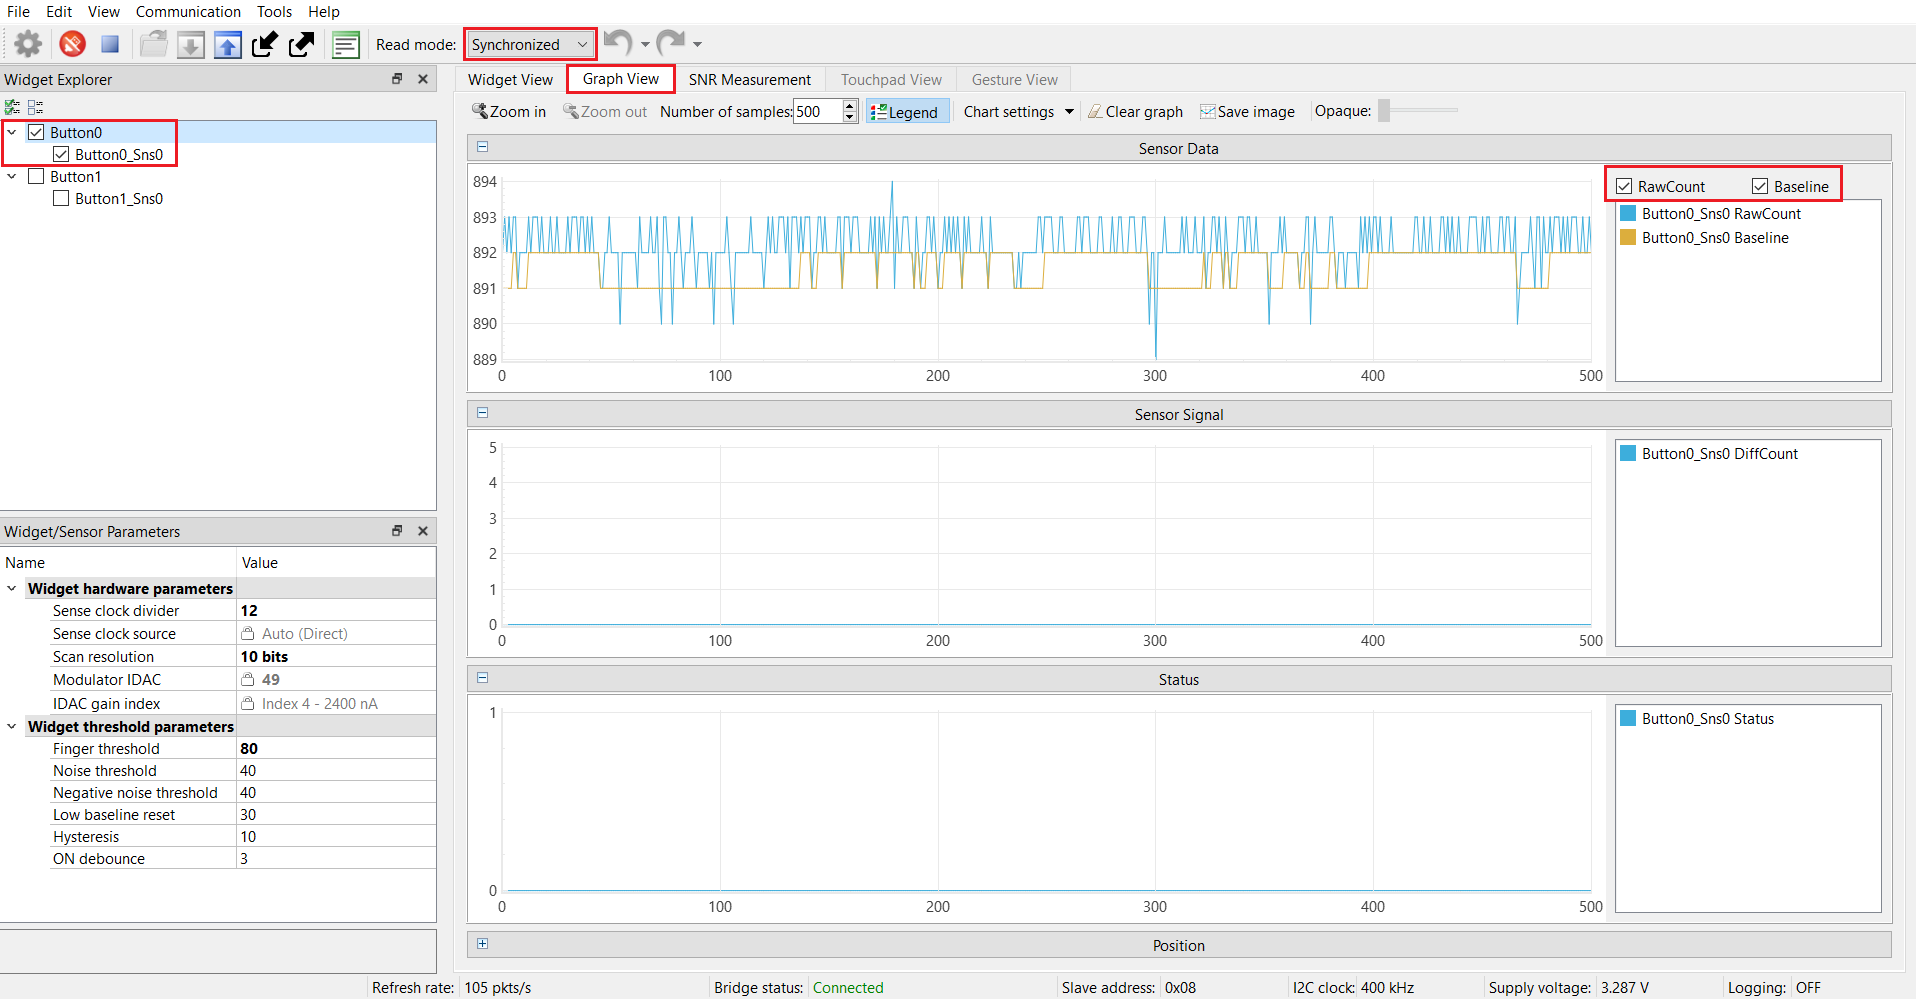 File Edit View Communication Tools Help
Read mode: Synchronized
Widget Explorer
Button0
Button0_Sns0
Button1
Button1_Sns0
Widget/Sensor Parameters
Name Value
Widget hardware parameters
Sense clock divider 12
Sense clock source Auto (Direct)
Scan resolution 10 bits
Modulator IDAC 49
IDAC gain index Index 4 - 2400 nA
Widget threshold parameters
Finger threshold 80
Noise threshold 40
Negative noise threshold 40
Low baseline reset 30
Hysteresis 10
ON debounce 3
Widget View Graph View SNR Measurement Touchpad View Gesture View
Zoom in Zoom out Number of samples: 500 Legend Chart settings Clear graph Save image Opaque:
Sensor Data
894
893
892
891
890
889
0 100 200 300 400 500
RawCount Baseline
Button0_Sns0 RawCount
Button0_Sns0 Baseline
Sensor Signal
5
4
3
2
1
0
0 100 200 300 400 500
Button0_Sns0 DiffCount
Status
1
0
0 100 200 300 400 500
Button0_Sns0 Status
Position
Refresh rate: 105 pkts/s Bridge status: Connected Slave address: 0x08 I2C clock: 400 kHz Supply voltage: 3.287 V Logging: OFF